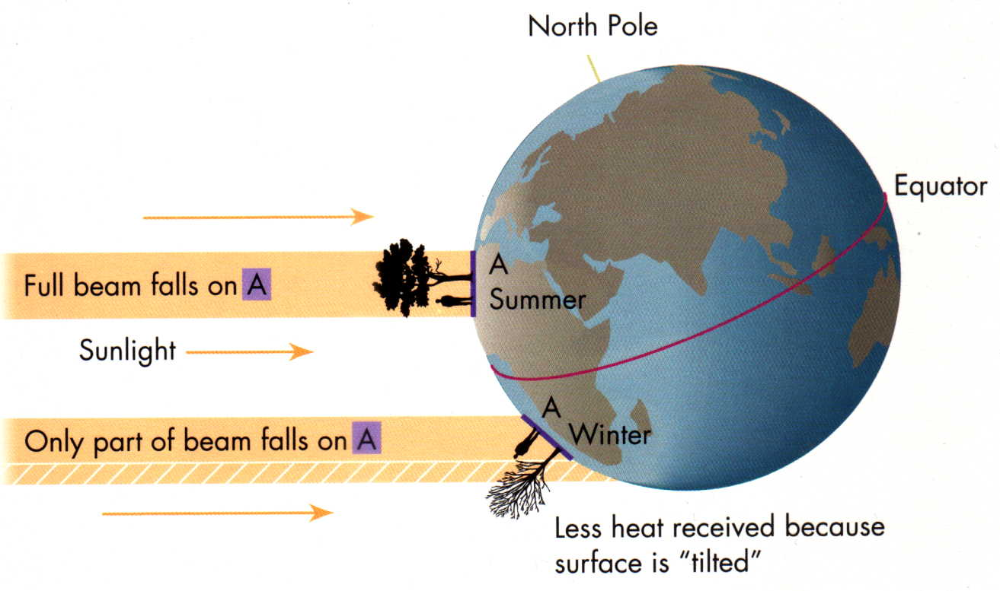 North Pole
Equator
Full beam falls on A
A
Summer
Sunlight
Only part of beam falls on A
A
Winter
Less heat received because
surface is “tilted”